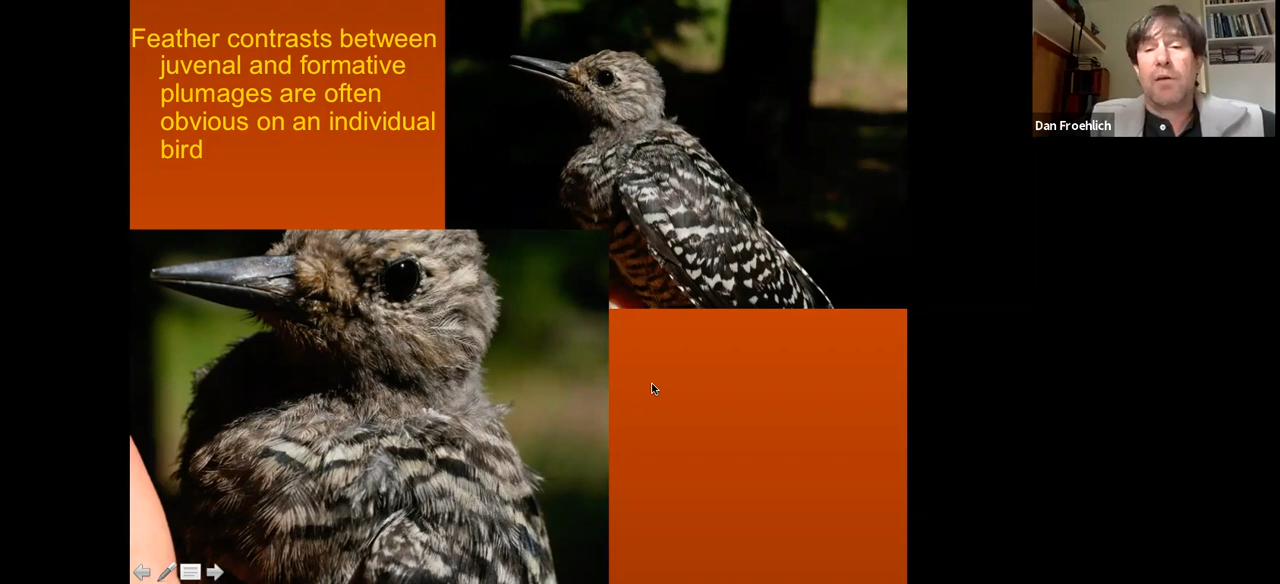 Feather contrasts between
juvenal and formative
plumages are often
obvious on an individual
bird
Dan Froehlich